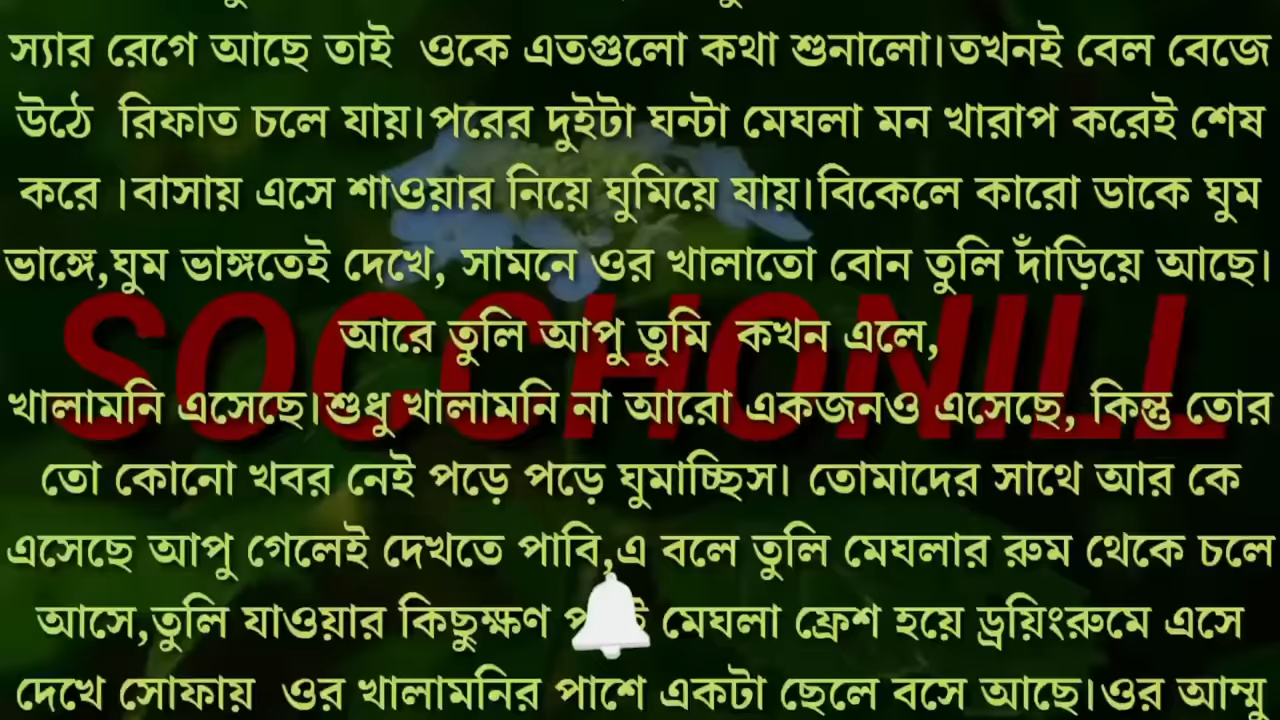 স্যার রেগে আছে তাই  ওকে এতগুলো কথা শুনালো।তখনই বেল বেজে
উঠে  রিফাত চলে যায়।পরের দুইটা ঘন্টা মেঘলা মন খারাপ করেই শেষ
করে ।বাসায় এসে শাওয়ার নিয়ে ঘুমিয়ে যায়।বিকেলে কারো ডাকে ঘুম
ভাঙ্গে,ঘুম ভাঙ্গতেই দেখে, সামনে ওর খালাতো বোন তুলি দাঁড়িয়ে আছে।
আরে তুলি আপু তুমি  কখন এলে,
SOCCHONILL
খালামনি এসেছে।শুধু খালামনি না আরো একজনও এসেছে, কিন্তু তোর
তো কোনো খবর নেই পড়ে পড়ে ঘুমাচ্ছিস। তোমাদের সাথে আর কে
এসেছে আপু গেলেই দেখতে পাবি,এ বলে তুলি মেঘলার রুম থেকে চলে
আসে,তুলি যাওয়ার কিছুক্ষণ মেঘলা ফ্রেশ হয়ে ড্রয়িংরুমে এসে
দেখে সোফায়  ওর খালামনির পাশে একটা ছেলে বসে আছে।ওর আম্মু